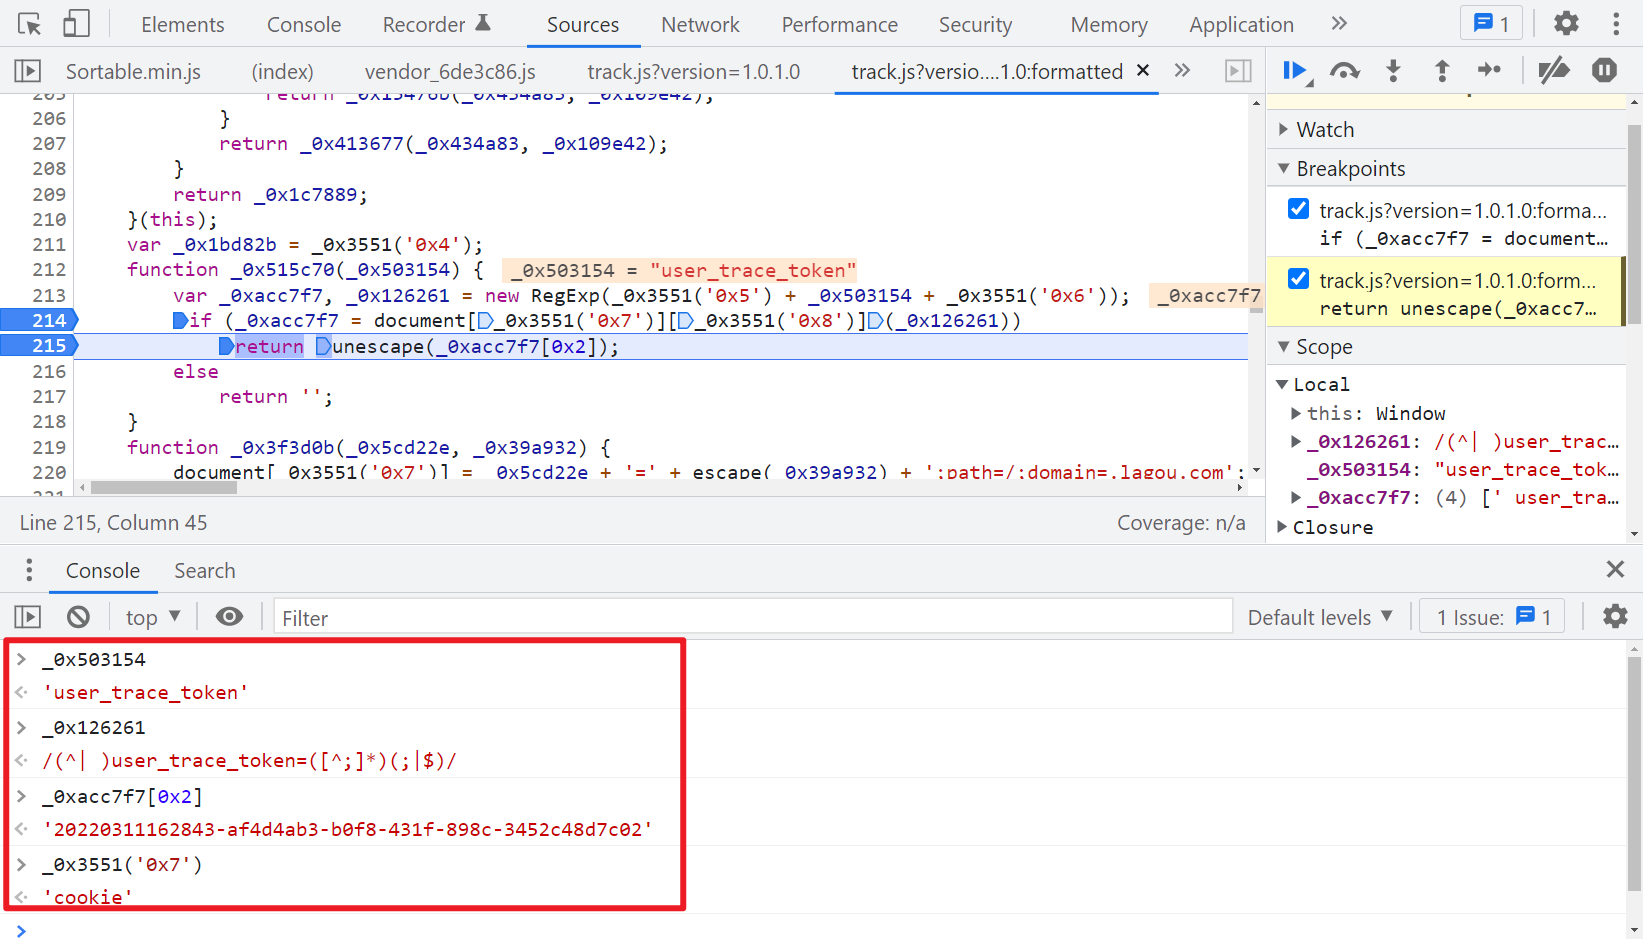 Elements Console Recorder Sources Network Performance Security Memory Application 1
Sortable.min.js (index) vendor_6de3c86.js track.js?version=1.0.1.0 track.js?versio....1.0:formatted
205 return _0x15476b(_0x434a83, _0x109e42);
206 }
207 return _0x413677(_0x434a83, _0x109e42);
208 }
209 return _0x1c7889;
210 }(this);
211 var _0x1bd82b = _0x3551('0x4');
212 function _0x515c70(_0x503154) { _0x503154 = "user_trace_token"
213 var _0xacc7f7, _0x126261 = new RegExp(_0x3551('0x5') + _0x503154 + _0x3551('0x6')); _0xacc7f7
214 if (_0xacc7f7 = document[_0x3551('0x7')][_0x3551('0x8')](_0x126261))
215 return unescape(_0xacc7f7[0x2]);
216 else
217 return '';
218 }
219 function _0x3f3d0b(_0x5cd22e, _0x39a932) {
220 document[_0x3551('0x7')] = _0x5cd22e + '=' + escape(_0x39a932) + ';path=/;domain=.lagou.com';
221
Line 215, Column 45 Coverage: n/a
Watch
Breakpoints
track.js?version=1.0.1.0:forma...
if (_0xacc7f7 = document...
track.js?version=1.0.1.0:form...
return unescape(_0xacc7...
Scope
Local
this: Window
_0x126261: /(^| )user_trac...
_0x503154: "user_trace_tok...
_0xacc7f7: (4) [' user_tra...
Closure
Console Search
top Filter Default levels 1 Issue: 1
_0x503154
'user_trace_token'
_0x126261
/(^| )user_trace_token=([^;]*)(;|$)/
_0xacc7f7[0x2]
'20220311162843-af4d4ab3-b0f8-431f-898c-3452c48d7c02'
_0x3551('0x7')
'cookie'